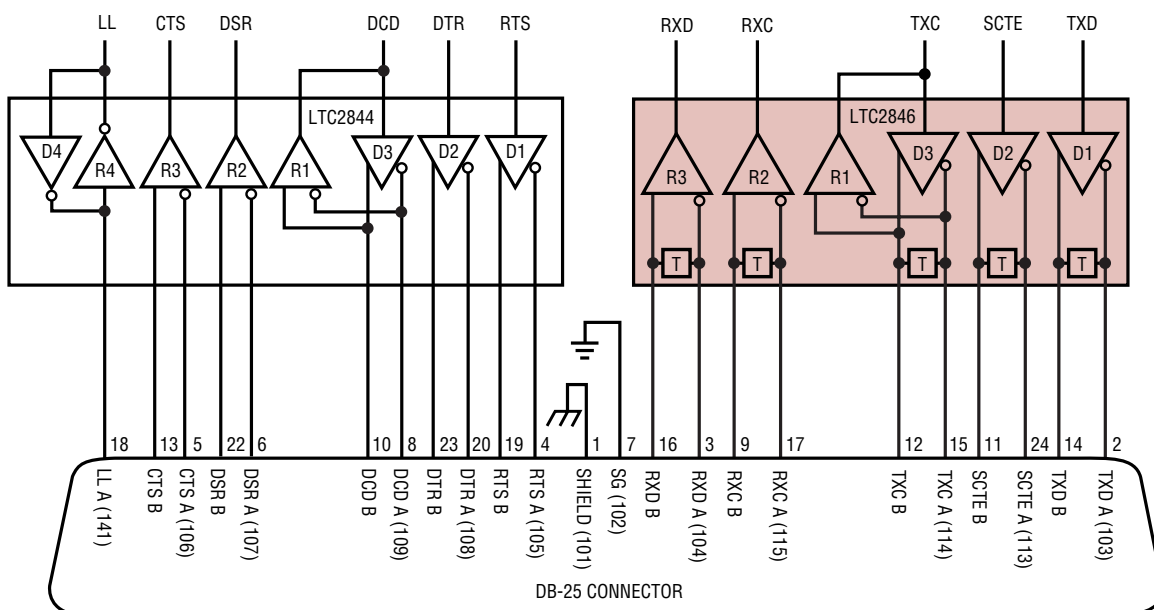 LL CTS DSR DCD DTR RTS RXD RXC TXC SCTE TXD
LTC2844 LTC2846
D4 R4 R3 R2 R1 D3 D2 D1 R3 R2 R1 D3 D2 D1
T T T T T
18 13 5 22 6 10 8 23 20 19 4 1 7 16 3 9 17 12 15 11 24 14 2
LL A (141)
CTS B
CTS A (106)
DSR B
DSR A (107)
DCD B
DCD A (109)
DTR B
DTR A (108)
RTS B
RTS A (105)
SHIELD (101)
SG (102)
RXD B
RXD A (104)
RXC B
RXC A (115)
TXC B
TXC A (114)
SCTE B
SCTE A (113)
TXD B
TXD A (103)
DB-25 CONNECTOR